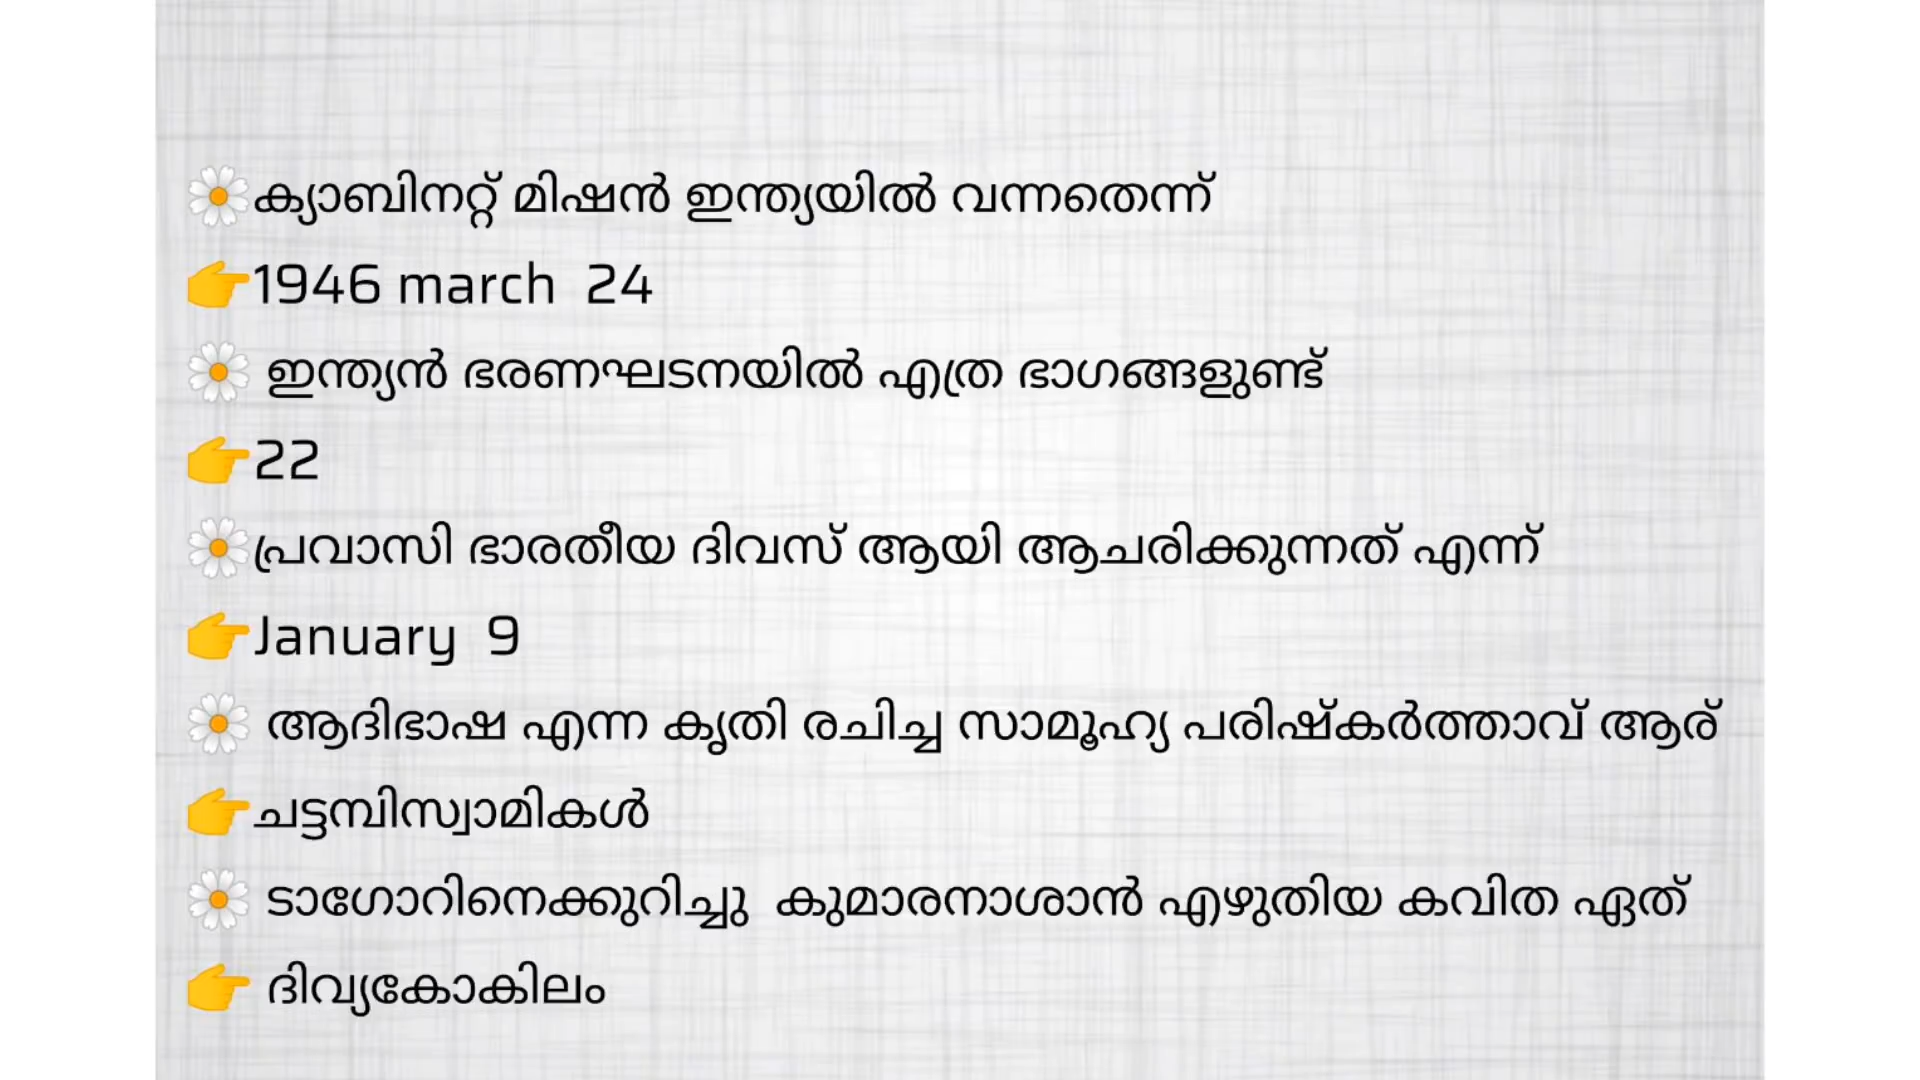 🌼ക്യാബിനറ്റ് മിഷൻ ഇന്ത്യയിൽ വന്നതെന്ന്
👉1946 march 24
🌼 ഇന്ത്യൻ ഭരണഘടനയിൽ എത്ര ഭാഗങ്ങളുണ്ട്
👉22
🌼പ്രവാസി ഭാരതീയ ദിവസ് ആയി ആചരിക്കുന്നത് എന്ന്
👉January 9
🌼 ആദിഭാഷ എന്ന കൃതി രചിച്ച സാമൂഹ്യ പരിഷ്കർത്താവ് ആര്
👉ചട്ടമ്പിസ്വാമികൾ
🌼 ടാഗോറിനെക്കുറിച്ചു കുമാരനാശാൻ എഴുതിയ കവിത ഏത്
👉 ദിവ്യകോകിലം